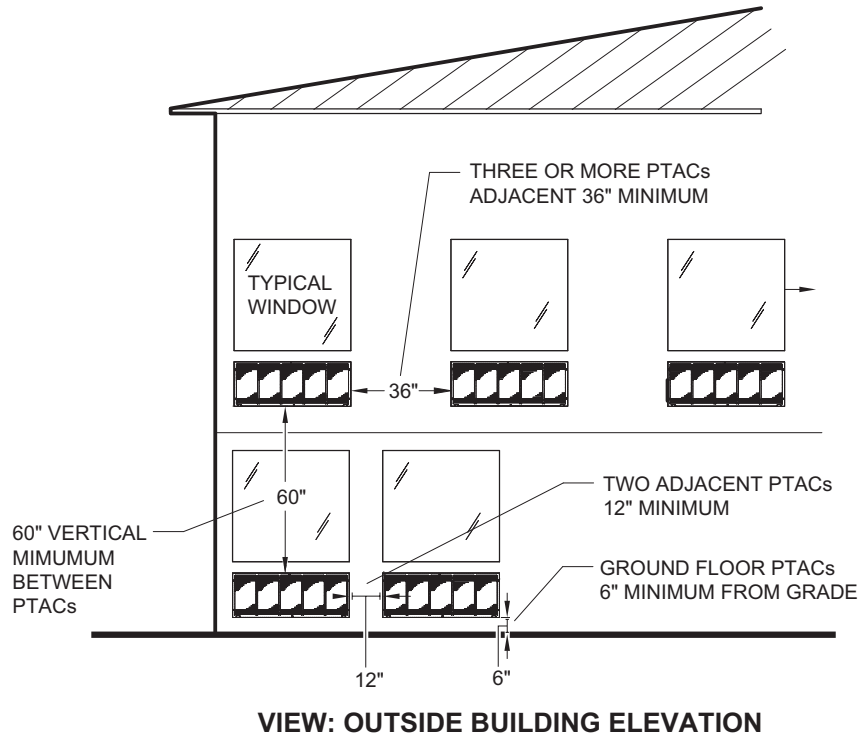 THREE OR MORE PTACs
ADJACENT 36" MINIMUM
TYPICAL
WINDOW
36"
60"
TWO ADJACENT PTACs
12" MINIMUM
60" VERTICAL
MIMUMUM
BETWEEN
PTACs
GROUND FLOOR PTACs
6" MINIMUM FROM GRADE
12"
6"
VIEW: OUTSIDE BUILDING ELEVATION